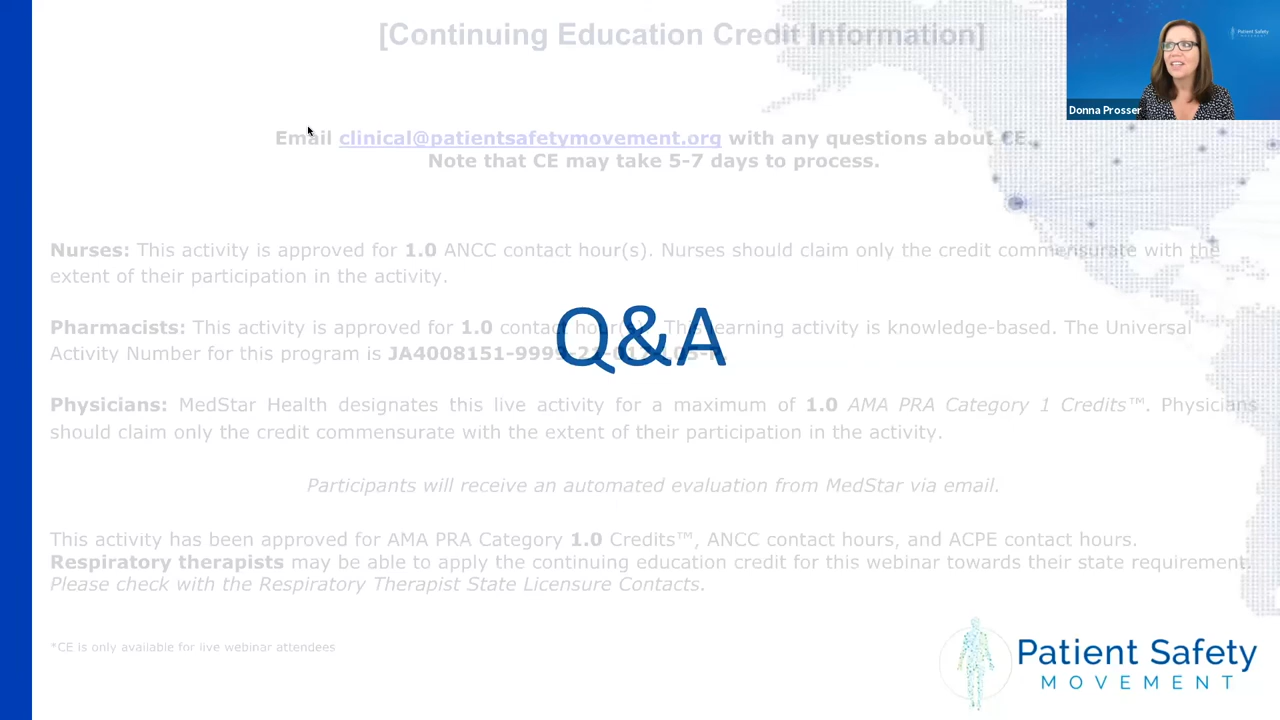 [Continuing Education Credit Information]
Patient Safety
MOVEMENT
Donna Prosser
Email clinical@patientsafetymovement.org with any questions about CE.
Note that CE may take 5-7 days to process.
Nurses: This activity is approved for 1.0 ANCC contact hour(s). Nurses should claim only the credit commensurate with the
extent of their participation in the activity.
Pharmacists: This activity is approved for 1.0 contact hour(s). This learning activity is knowledge-based. The Universal
Activity Number for this program is
Q&A
Physicians: MedStar Health designates this live activity for a maximum of 1.0 AMA PRA Category 1 Credits™. Physicians
should claim only the credit commensurate with the extent of their participation in the activity.
Participants will receive an automated evaluation from MedStar via email.
This activity has been approved for AMA PRA Category 1.0 Credits™, ANCC contact hours, and ACPE contact hours.
Respiratory therapists may be able to apply the continuing education credit for this webinar towards their state requirement.
Please check with the Respiratory Therapist State Licensure Contacts.
*CE is only available for live webinar attendees
Patient Safety
MOVEMENT